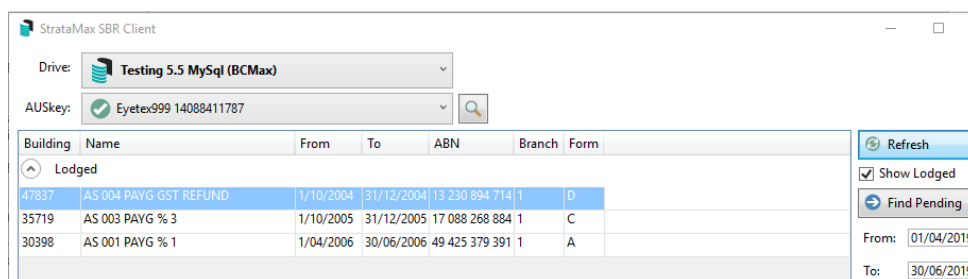 StrataMax SBR Client
Drive: Testing 5.5 MySql (BCMax)
AUSkey: Eyetex999 14088411787
Building Name From To ABN Branch Form
Refresh
Lodged
Show Lodged
47837 AS 004 PAYG GST REFUND 1/10/2004 31/12/2004 13 230 894 714 1 D
Find Pending
35719 AS 003 PAYG % 3 1/10/2005 31/12/2005 17 088 268 884 1 C
30398 AS 001 PAYG % 1 1/04/2006 30/06/2006 49 425 379 391 1 A
From: 01/04/2019
To: 30/06/2019